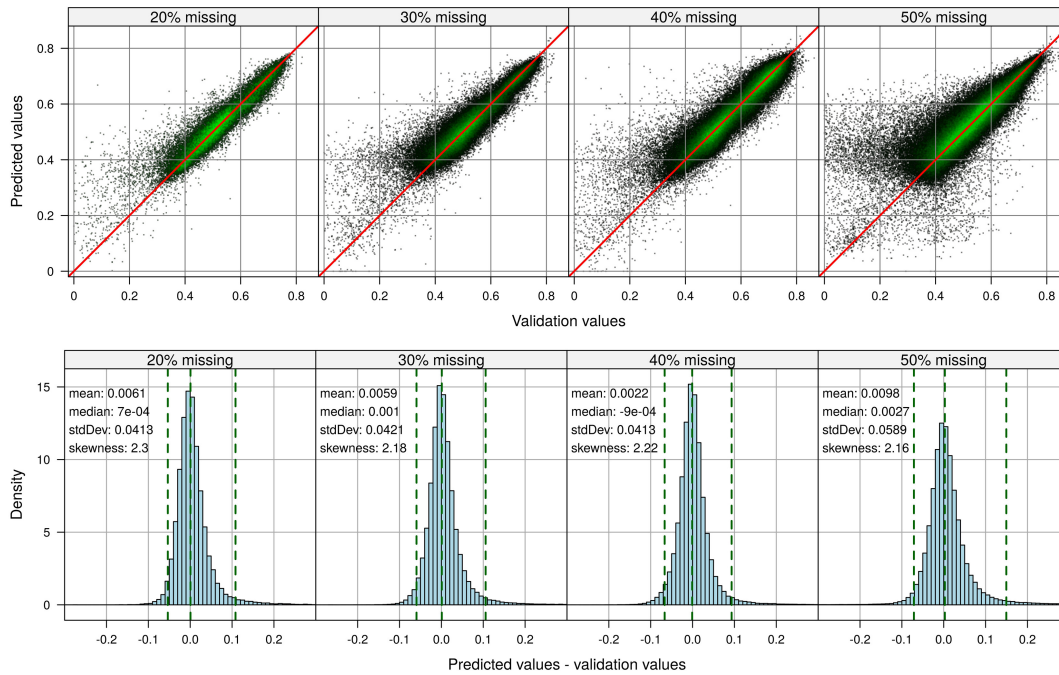 20% missing 30% missing 40% missing 50% missing
0.8
0.6
0.4
0.2
0
Predicted values
0 0.2 0.4 0.6 0.8 0 0.2 0.4 0.6 0.8 0 0.2 0.4 0.6 0.8 0 0.2 0.4 0.6 0.8
Validation values
20% missing 30% missing 40% missing 50% missing
15
10
5
0
Density
mean: 0.0061
median: 7e-04
stdDev: 0.0413
skewness: 2.3
mean: 0.0059
median: 0.001
stdDev: 0.0421
skewness: 2.18
mean: 0.0022
median: -9e-04
stdDev: 0.0413
skewness: 2.22
mean: 0.0098
median: 0.0027
stdDev: 0.0589
skewness: 2.16
-0.2 -0.1 0.0 0.1 0.2 -0.2 -0.1 0.0 0.1 0.2 -0.2 -0.1 0.0 0.1 0.2 -0.2 -0.1 0.0 0.1 0.2
Predicted values - validation values